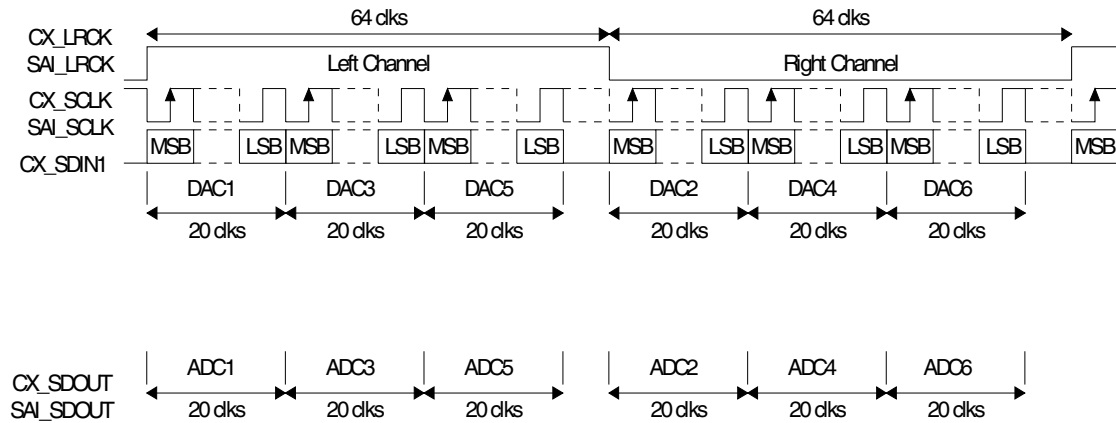 64 clks 64 clks
CX_LRCK
SAI_LRCK Left Channel Right Channel
CX_SCLK
SAI_SCLK
MSB LSB MSB LSB MSB LSB MSB LSB MSB LSB MSB LSB MSB
CX_SDIN1
DAC1 DAC3 DAC5 DAC2 DAC4 DAC6
20 clks 20 clks 20 clks 20 clks 20 clks 20 clks
ADC1 ADC3 ADC5 ADC2 ADC4 ADC6
CX_SDOUT
SAI_SDOUT 20 clks 20 clks 20 clks 20 clks 20 clks 20 clks